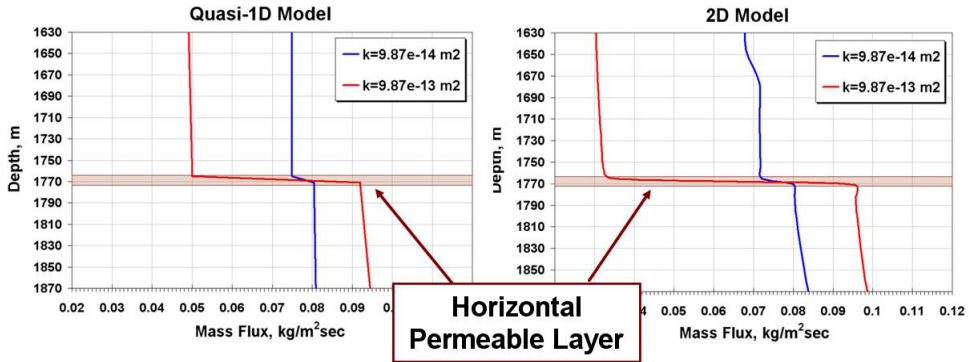 Quasi-1D Model
1630
1650
1670
1690
1710
1730
1750
1770
1790
1810
1830
1850
1870
Depth, m
k=9.87e-14 m2
k=9.87e-13 m2
0.02 0.03 0.04 0.05 0.06 0.07 0.08 0.09
Mass Flux, kg/m²sec
2D Model
1630
1650
1670
1690
1710
1730
1750
1770
1790
1810
1830
1850
Depth, m
k=9.87e-14 m2
k=9.87e-13 m2
0.06 0.07 0.08 0.09 0.1 0.11 0.12
Mass Flux, kg/m²sec
Horizontal
Permeable Layer